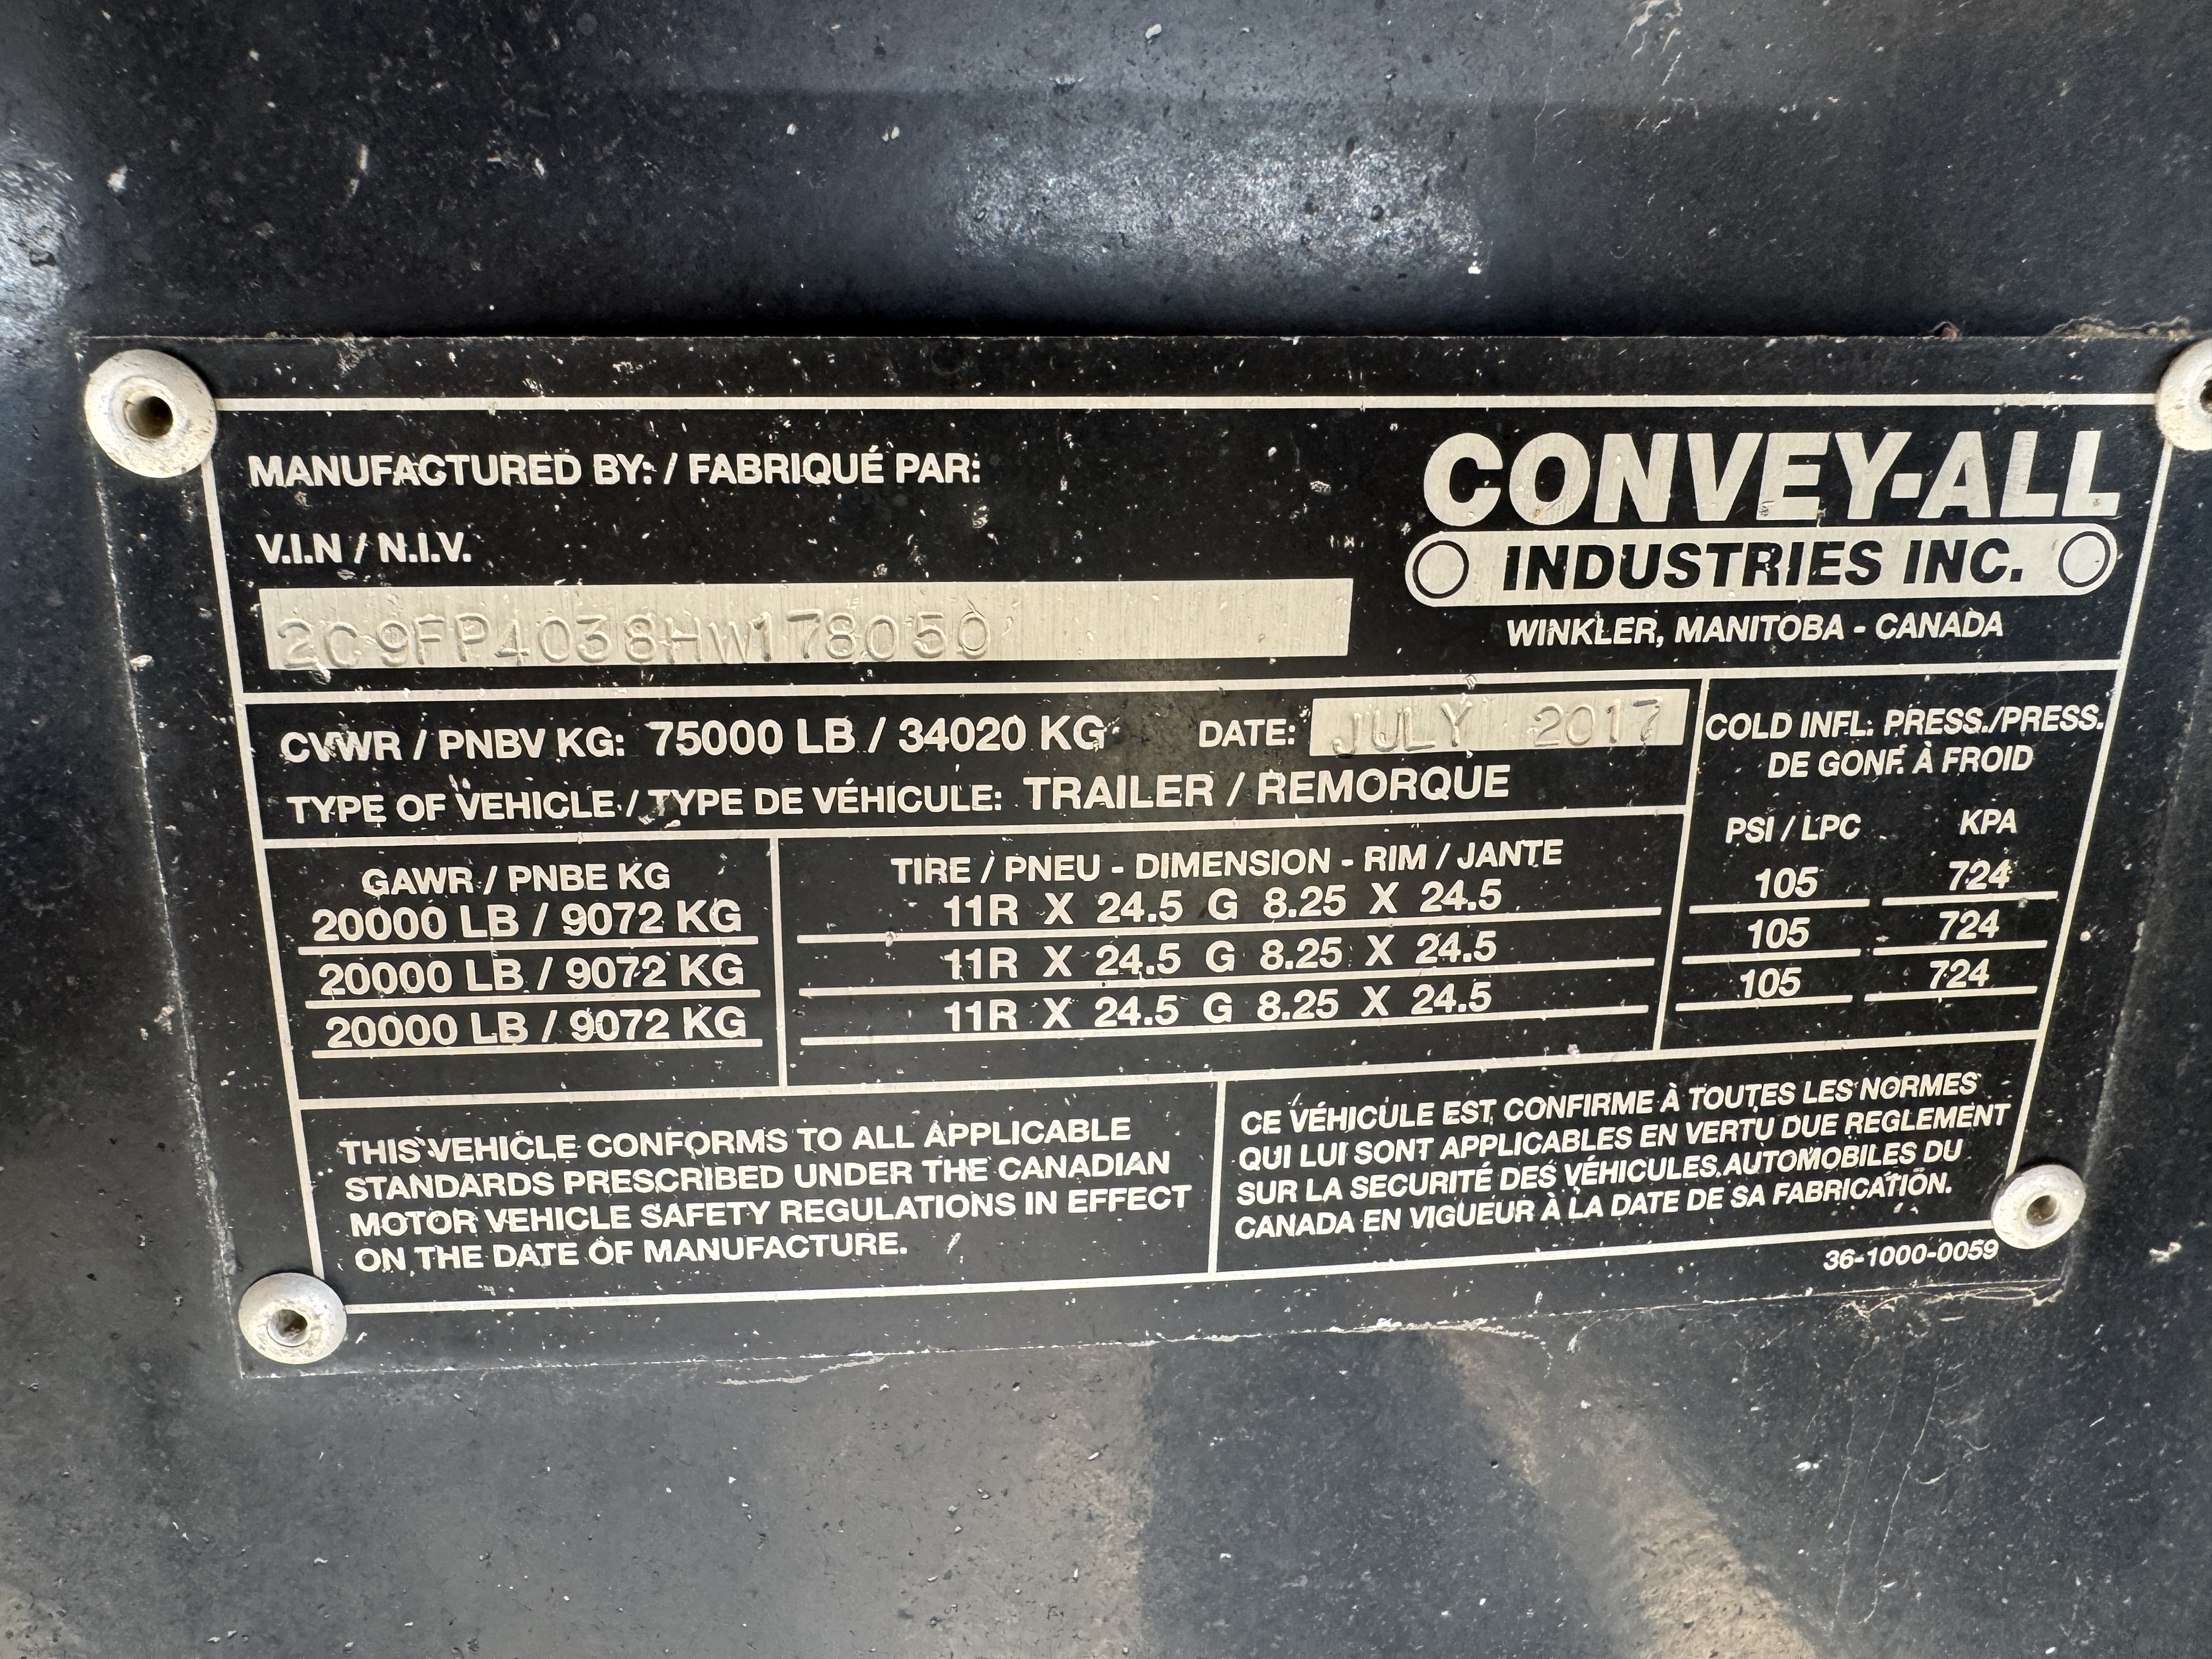 MANUFACTURED BY: / FABRIQUÉ PAR:
CONVEY-ALL
INDUSTRIES INC.
WINKLER, MANITOBA - CANADA
V.I.N / N.I.V.
2C9FP4038HW178050
CVWR / PNBV KG: 75000 LB / 34020 KG DATE: JULY 2017
TYPE OF VEHICLE / TYPE DE VÉHICULE: TRAILER / REMORQUE
COLD INFL. PRESS./PRESS.
DE GONF. À FROID
GAWR / PNBE KG TIRE / PNEU - DIMENSION - RIM / JANTE PSI / LPC KPA
20000 LB / 9072 KG 11R X 24.5 G 8.25 X 24.5 105 724
20000 LB / 9072 KG 11R X 24.5 G 8.25 X 24.5 105 724
20000 LB / 9072 KG 11R X 24.5 G 8.25 X 24.5 105 724
THIS VEHICLE CONFORMS TO ALL APPLICABLE
STANDARDS PRESCRIBED UNDER THE CANADIAN
MOTOR VEHICLE SAFETY REGULATIONS IN EFFECT
ON THE DATE OF MANUFACTURE.
CE VÉHICULE EST CONFIRME À TOUTES LES NORMES
QUI LUI SONT APPLICABLES EN VERTU DUE REGLEMENT
SUR LA SECURITÉ DES VÉHICULES AUTOMOBILES DU
CANADA EN VIGUEUR À LA DATE DE SA FABRICATION.
36-1000-0059